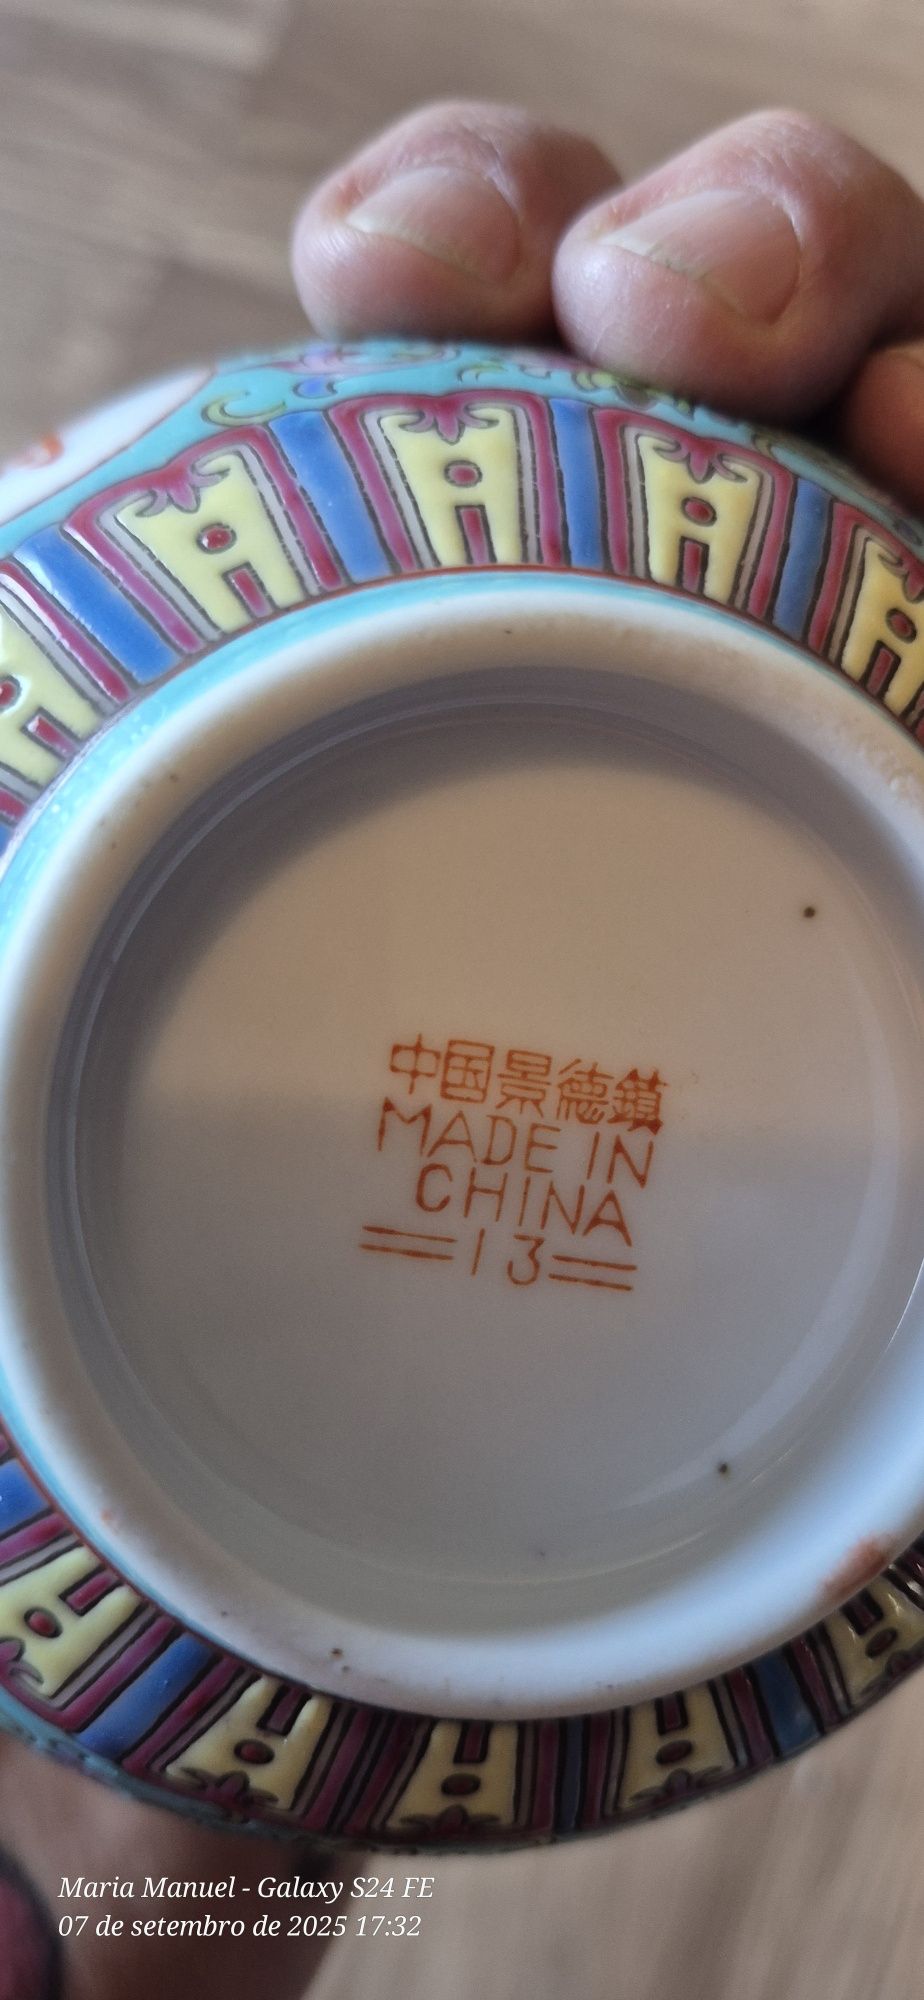 中国景德鎮
MADE IN
CHINA
13
Maria Manuel - Galaxy S24 FE
07 de setembro de 2025 17:32